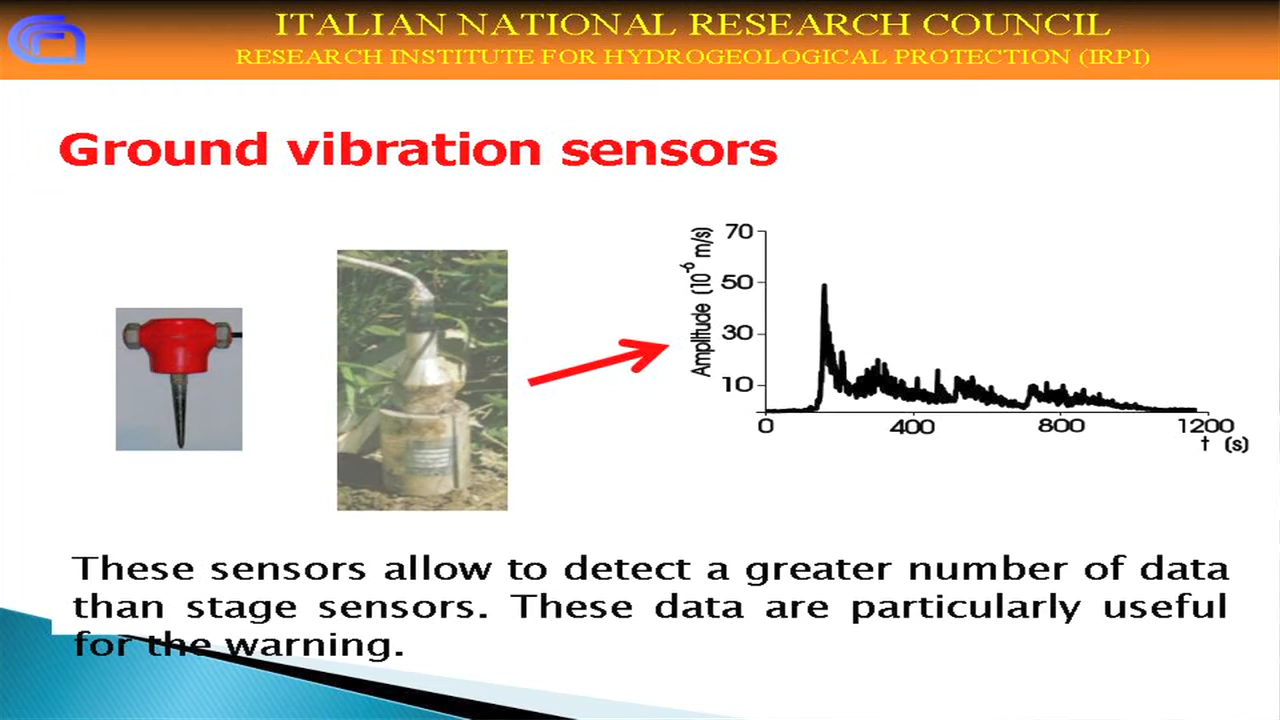 ITALIAN NATIONAL RESEARCH COUNCIL
RESEARCH INSTITUTE FOR HYDROGEOLOGICAL PROTECTION (IRPI)
Ground vibration sensors
Amplitude (10⁻⁶ m/s)
70
50
30
10
0 400 800 1200
t (s)
These sensors allow to detect a greater number of data
than stage sensors. These data are particularly useful
for the warning.